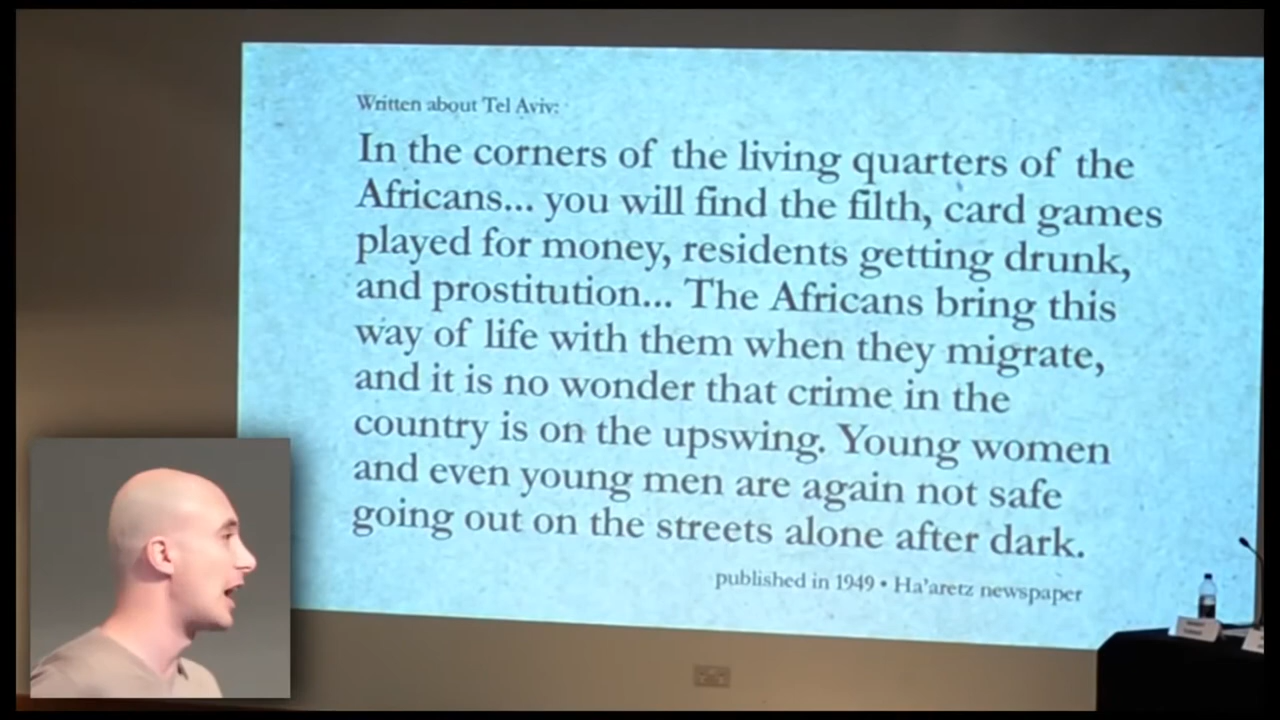 Written about Tel Aviv:
In the corners of the living quarters of the
Africans... you will find the filth, card games
played for money, residents getting drunk,
and prostitution... The Africans bring this
way of life with them when they migrate,
and it is no wonder that crime in the
country is on the upswing. Young women
and even young men are again not safe
going out on the streets alone after dark.
published in 1949 • Ha'aretz newspaper